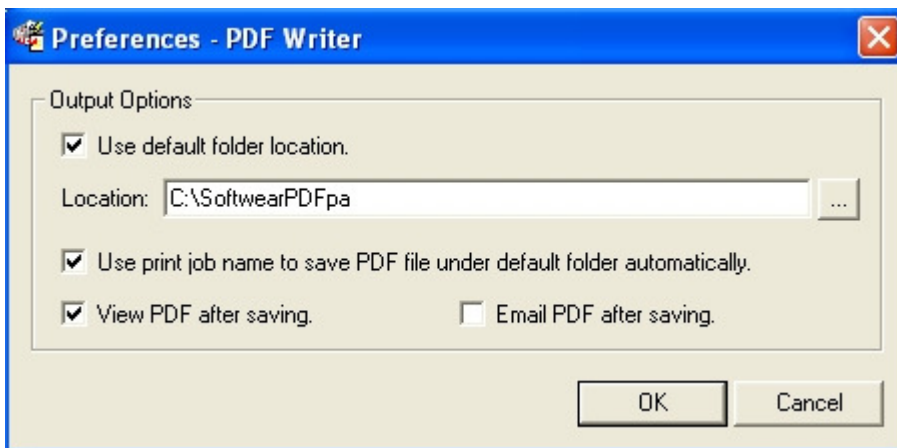 Preferences - PDF Writer
Output Options
Use default folder location.
Location: C:\SoftwearPDFpa ...
Use print job name to save PDF file under default folder automatically.
View PDF after saving. Email PDF after saving.
OK Cancel